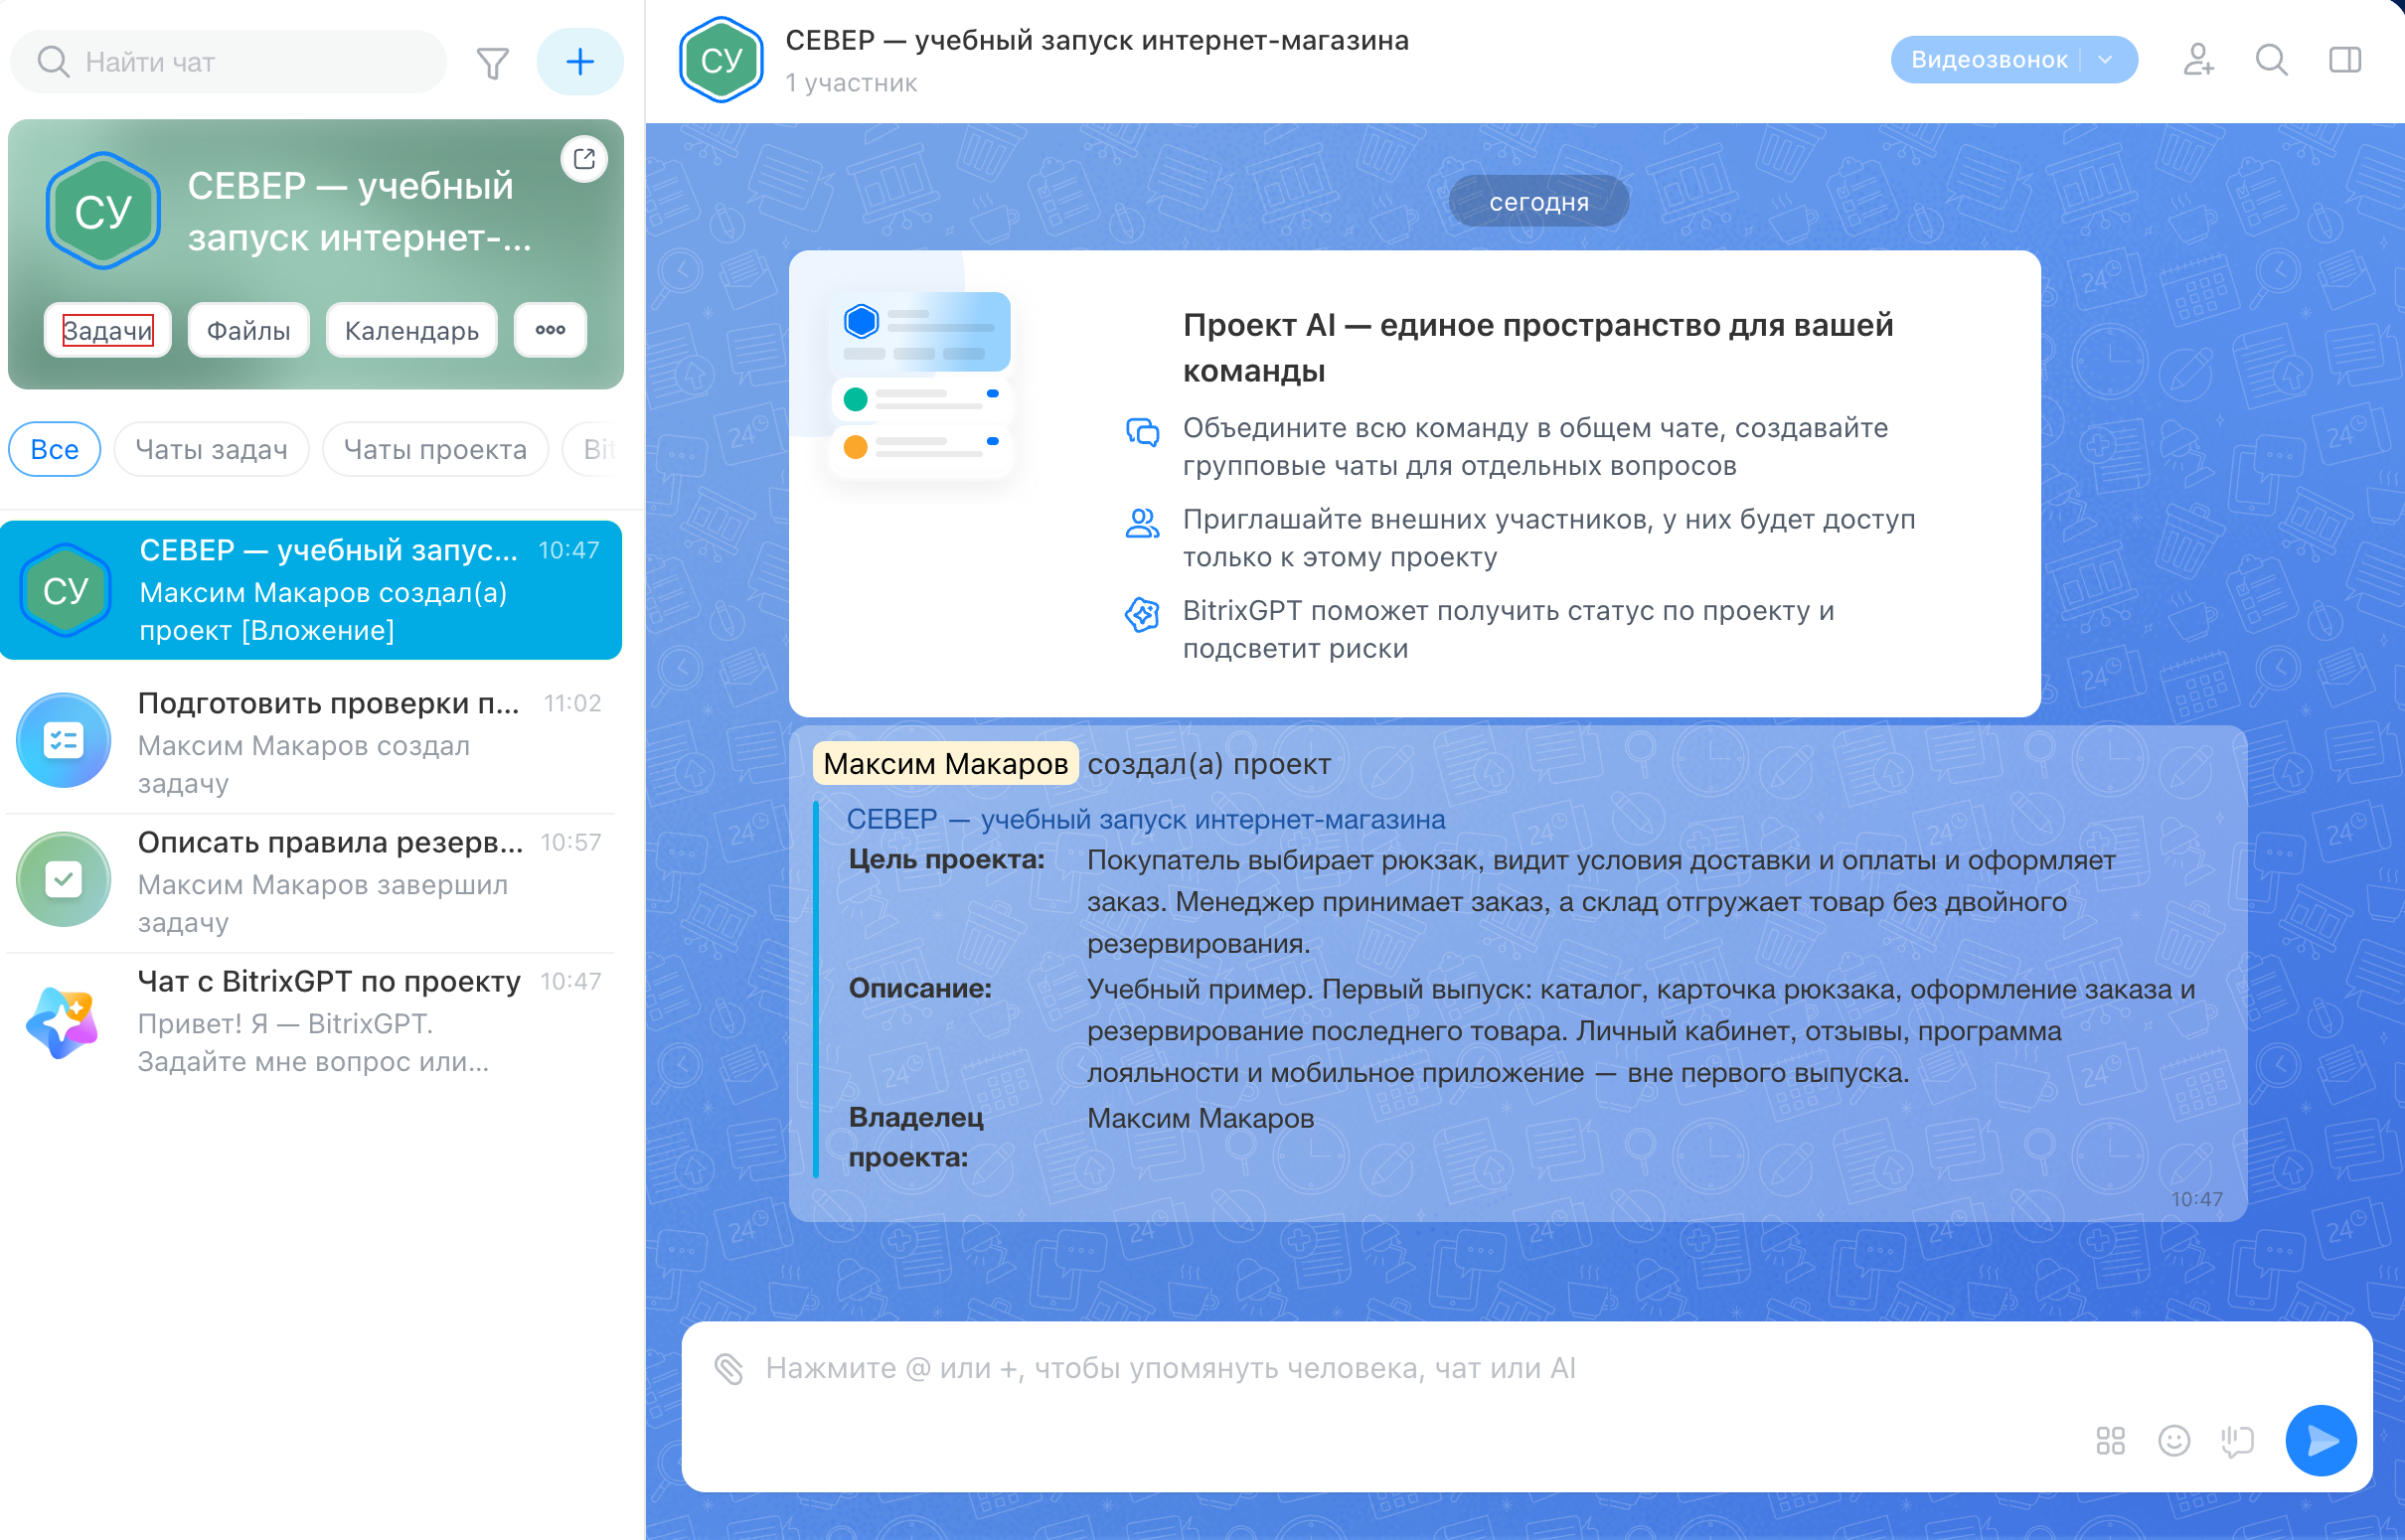 Найти чат
СУ
СЕВЕР — учебный
запуск интернет-...
Задачи
Файлы
Календарь
Все
Чаты задач
Чаты проекта
Bit
СУ
СЕВЕР — учебный запус...
10:47
Максим Макаров создал(а)
проект [Вложение]
Подготовить проверки п...
11:02
Максим Макаров создал
задачу
Описать правила резерв...
10:57
Максим Макаров завершил
задачу
Чат с BitrixGPT по проекту
10:47
Привет! Я — BitrixGPT.
Задайте мне вопрос или...
СУ
СЕВЕР — учебный запуск интернет-магазина
1 участник
Видеозвонок
сегодня
Проект AI — единое пространство для вашей
команды
Объедините всю команду в общем чате, создавайте
групповые чаты для отдельных вопросов
Приглашайте внешних участников, у них будет доступ
только к этому проекту
BitrixGPT поможет получить статус по проекту и
подсветит риски
Максим Макаров создал(а) проект
СЕВЕР — учебный запуск интернет-магазина
Цель проекта:
Покупатель выбирает рюкзак, видит условия доставки и оплаты и оформляет
заказ. Менеджер принимает заказ, а склад отгружает товар без двойного
резервирования.
Описание:
Учебный пример. Первый выпуск: каталог, карточка рюкзака, оформление заказа и
резервирование последнего товара. Личный кабинет, отзывы, программа
лояльности и мобильное приложение — вне первого выпуска.
Владелец
проекта:
Максим Макаров
10:47
Нажмите @ или +, чтобы упомянуть человека, чат или AI